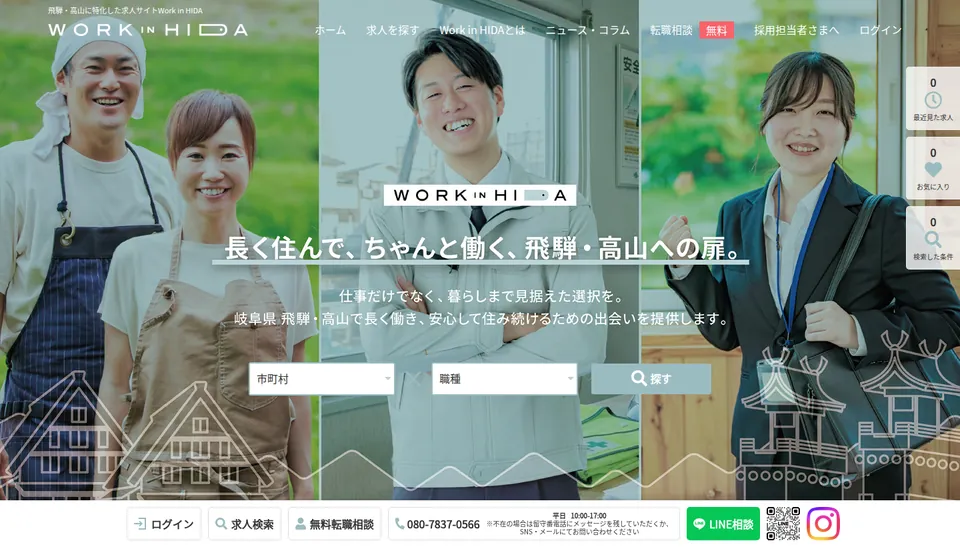 飛騨・高山に特化した求人サイトWork in HIDA
WORK IN HIDA
ホーム
求人を探す
Work in HIDAとは
ニュース・コラム
転職相談 無料
採用担当者さまへ
ログイン
0
最近見た求人
0
お気に入り
0
検索した条件
安全
WORK IN HIDA
長く住んで、ちゃんと働く、飛騨・高山への扉。
仕事だけでなく、暮らしまで見据えた選択を。
岐阜県 飛騨・高山で長く働き、安心して住み続けるための出会いを提供します。
市町村
職種
探す
ログイン
求人検索
無料転職相談
080-7837-0566
平日 10:00-17:00
※不在の場合は留守番電話にメッセージを残していただくか、
SNS・メールにてお問い合わせください
LINE相談